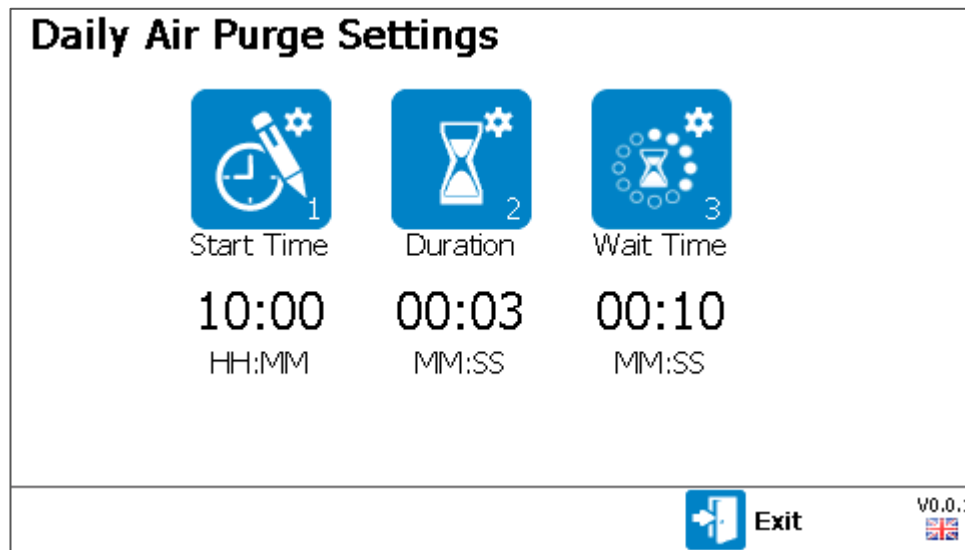 Daily Air Purge Settings
1 2 3
Start Time Duration Wait Time
10:00 00:03 00:10
HH:MM MM:SS MM:SS
Exit